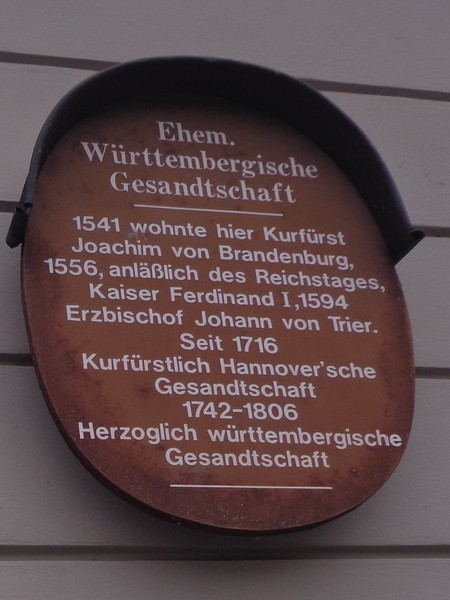 Ehem.
Württembergische
Gesandtschaft
1541 wohnte hier Kurfürst
Joachim von Brandenburg,
1556, anläßlich des Reichstages,
Kaiser Ferdinand I, 1594
Erzbischof Johann von Trier.
Seit 1716
Kurfürstlich Hannover'sche
Gesandtschaft
1742-1806
Herzoglich württembergische
Gesandtschaft